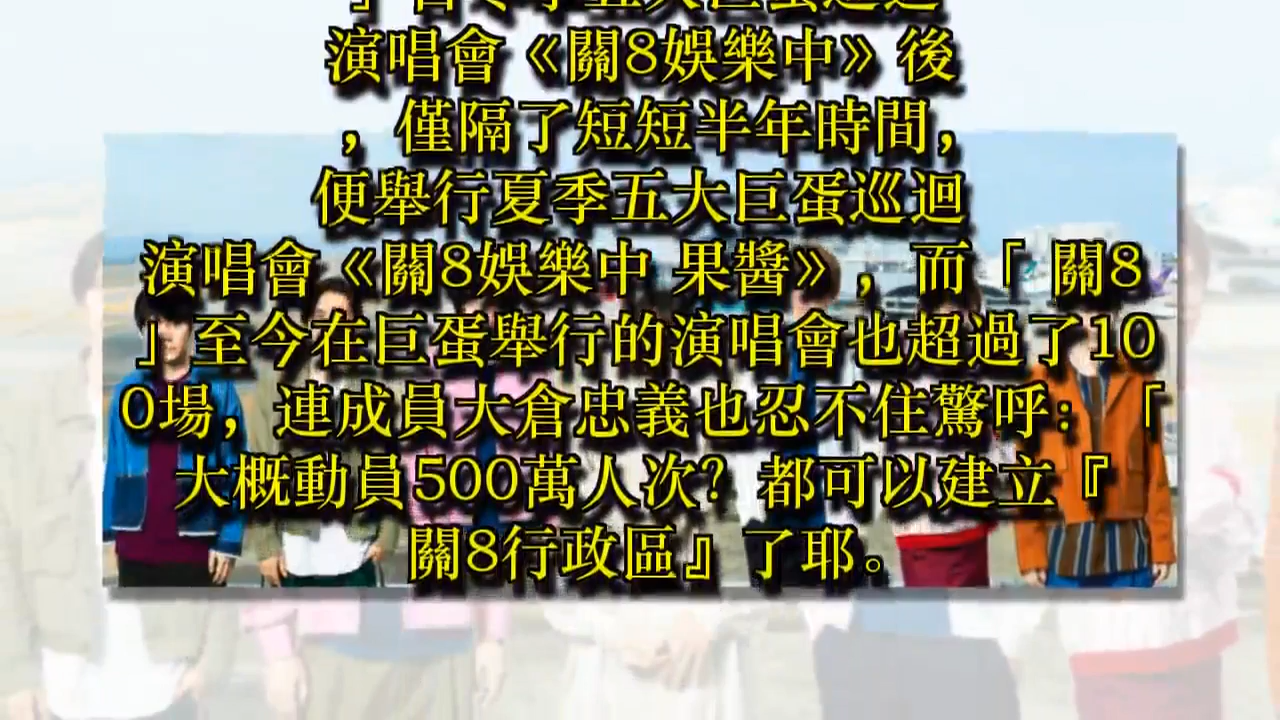 演唱會《關8娛樂中》後
，僅隔了短短半年時間，
便舉行夏季五大巨蛋巡迴
演唱會《關8娛樂中 果醬》，而「 關8
」至今在巨蛋舉行的演唱會也超過了10
0場，連成員大倉忠義也忍不住驚呼：「
大概動員500萬人次？都可以建立『
關8行政區』了耶。